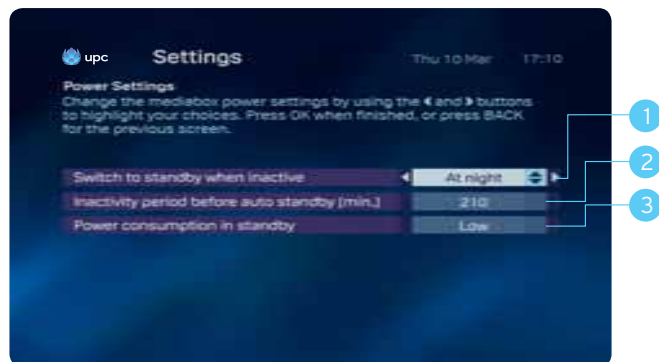 upc Settings Thu 10 Mar 17:10
Power Settings
Change the mediabox power settings by using the and buttons
to highlight your choices. Press OK when finished, or press BACK
for the previous screen.
Switch to standby when inactive At night 1
Inactivity period before auto standby (min.) 210 2
Power consumption in standby Low 3